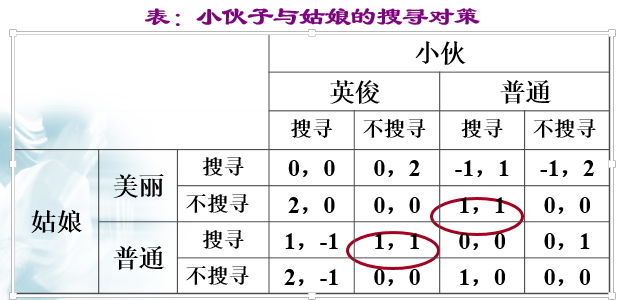 表：小伙子与姑娘的搜寻对策
小伙
英俊 普通
搜寻 不搜寻 搜寻 不搜寻
姑娘 美丽 搜寻 0，0 0，2 -1，1 -1，2
不搜寻 2，0 0，0 1，1 0，0
普通 搜寻 1，-1 1，1 0，0 0，1
不搜寻 2，-1 0，0 1，0 0，0